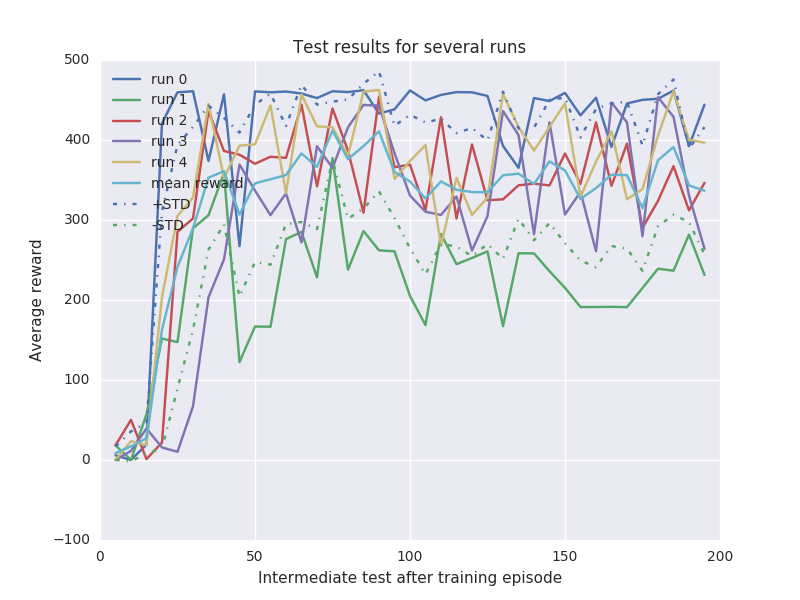 Test results for several runs
500
400
300
200
100
0
−100
Average reward
run 0
run 1
run 2
run 3
run 4
mean reward
+STD
-STD
0 50 100 150 200
Intermediate test after training episode